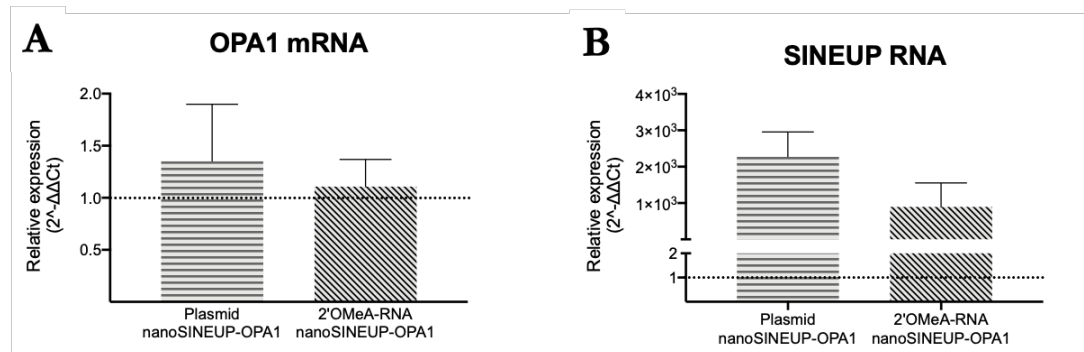 A
OPA1 mRNA
Relative expression
(2^-ΔΔCt)
2.0
1.5
1.0
0.5
Plasmid
nanoSINEUP-OPA1
2'OMeA-RNA
nanoSINEUP-OPA1
B
SINEUP RNA
Relative expression
(2^-ΔΔCt)
4×10³
3×10³
2×10³
1×10³
2
1
Plasmid
nanoSINEUP-OPA1
2'OMeA-RNA
nanoSINEUP-OPA1